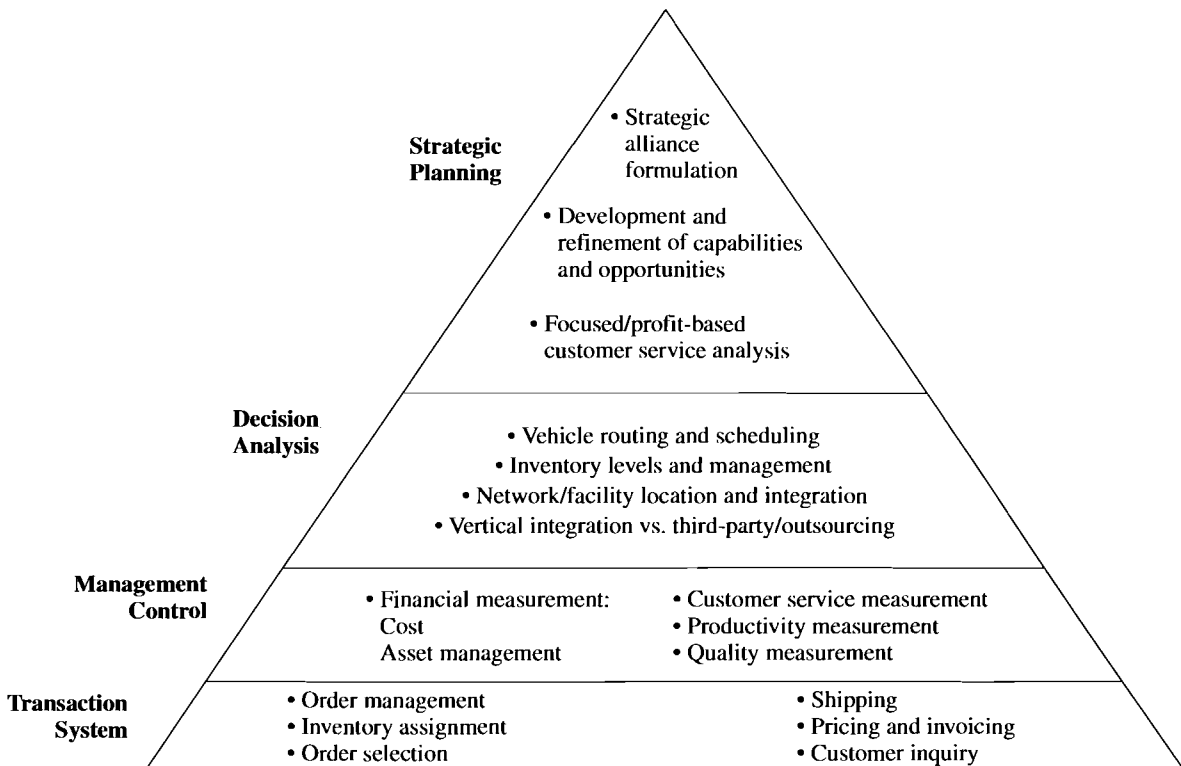 Strategic
Planning
• Strategic
alliance
formulation
• Development and
refinement of capabilities
and opportunities
• Focused/profit-based
customer service analysis
Decision
Analysis
• Vehicle routing and scheduling
• Inventory levels and management
• Network/facility location and integration
• Vertical integration vs. third-party/outsourcing
Management
Control
• Financial measurement:
Cost
Asset management
• Customer service measurement
• Productivity measurement
• Quality measurement
Transaction
System
• Order management
• Inventory assignment
• Order selection
• Shipping
• Pricing and invoicing
• Customer inquiry